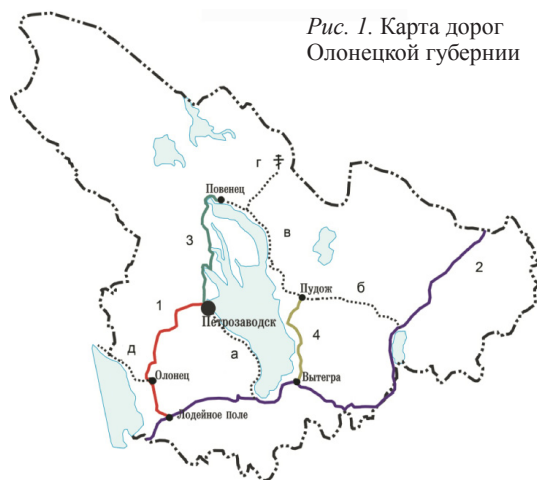 Рис. 1. Карта дорог
Олонецкой губернии
г
Повенец
в
3
2
Пудож
б
1
Петрозаводск
4
а
д
Олонец
Вытегра
Лодейное поле